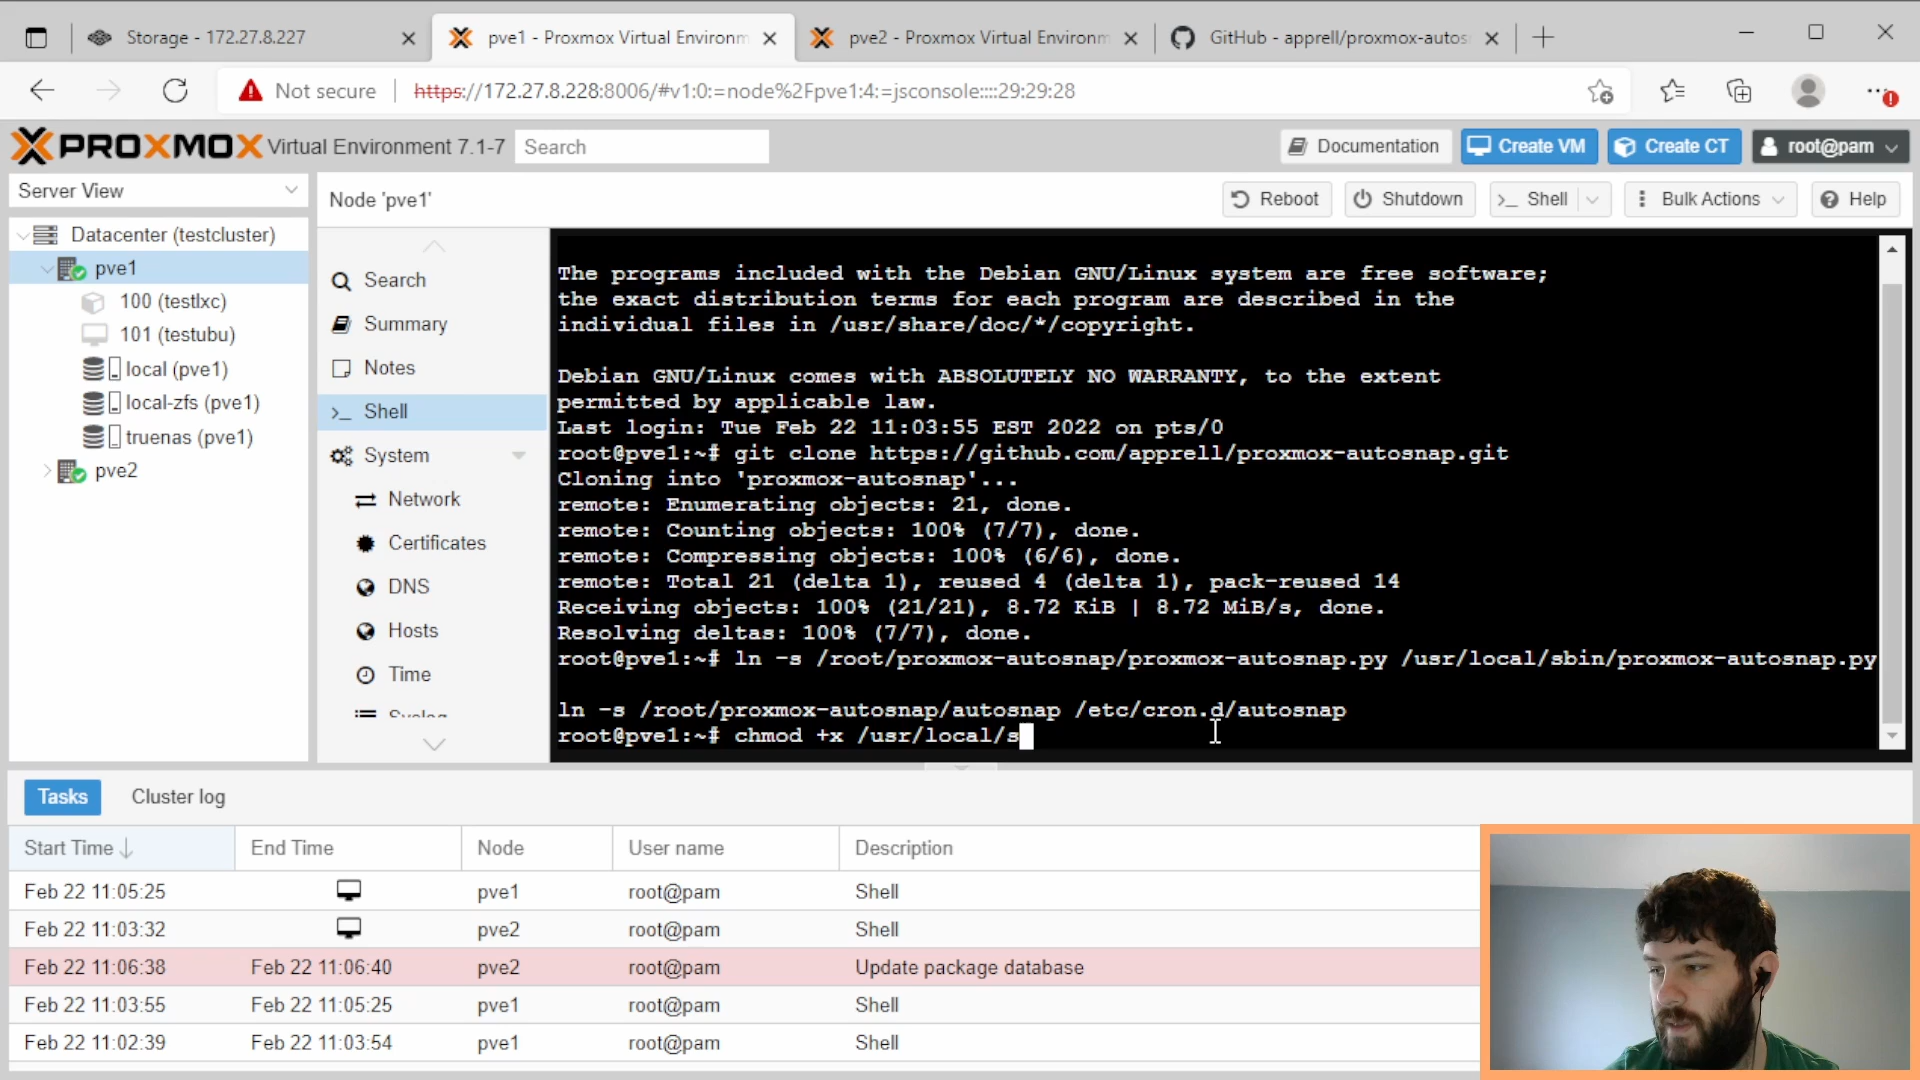 Storage - 172.27.8.227
pve1 - Proxmox Virtual Environm
pve2 - Proxmox Virtual Environm
GitHub - apprell/proxmox-autos
Not secure
https://172.27.8.228:8006/#v1:0:=node%2Fpve1:4:=jsconsole::::29:29:28
PROXMOX Virtual Environment 7.1-7
Search
Documentation
Create VM
Create CT
root@pam
Server View
Node 'pve1'
Reboot
Shutdown
>_ Shell
Bulk Actions
Help
Datacenter (testcluster)
pve1
100 (testlxc)
101 (testubu)
local (pve1)
local-zfs (pve1)
truenas (pve1)
pve2
Search
Summary
Notes
>_ Shell
System
Network
Certificates
DNS
Hosts
Time
Syslog
The programs included with the Debian GNU/Linux system are free software;
the exact distribution terms for each program are described in the
individual files in /usr/share/doc/*/copyright.
Debian GNU/Linux comes with ABSOLUTELY NO WARRANTY, to the extent
permitted by applicable law.
Last login: Tue Feb 22 11:03:55 EST 2022 on pts/0
root@pve1:~# git clone https://github.com/apprell/proxmox-autosnap.git
Cloning into 'proxmox-autosnap'...
remote: Enumerating objects: 21, done.
remote: Counting objects: 100% (7/7), done.
remote: Compressing objects: 100% (6/6), done.
remote: Total 21 (delta 1), reused 4 (delta 1), pack-reused 14
Receiving objects: 100% (21/21), 8.72 KiB | 8.72 MiB/s, done.
Resolving deltas: 100% (7/7), done.
root@pve1:~# ln -s /root/proxmox-autosnap/proxmox-autosnap.py /usr/local/sbin/proxmox-autosnap.py
ln -s /root/proxmox-autosnap/autosnap /etc/cron.d/autosnap
root@pve1:~# chmod +x /usr/local/s
Tasks
Cluster log
Start Time
End Time
Node
User name
Description
Feb 22 11:05:25 pve1 root@pam Shell
Feb 22 11:03:32 pve2 root@pam Shell
Feb 22 11:06:38 Feb 22 11:06:40 pve2 root@pam Update package database
Feb 22 11:03:55 Feb 22 11:05:25 pve1 root@pam Shell
Feb 22 11:02:39 Feb 22 11:03:54 pve1 root@pam Shell